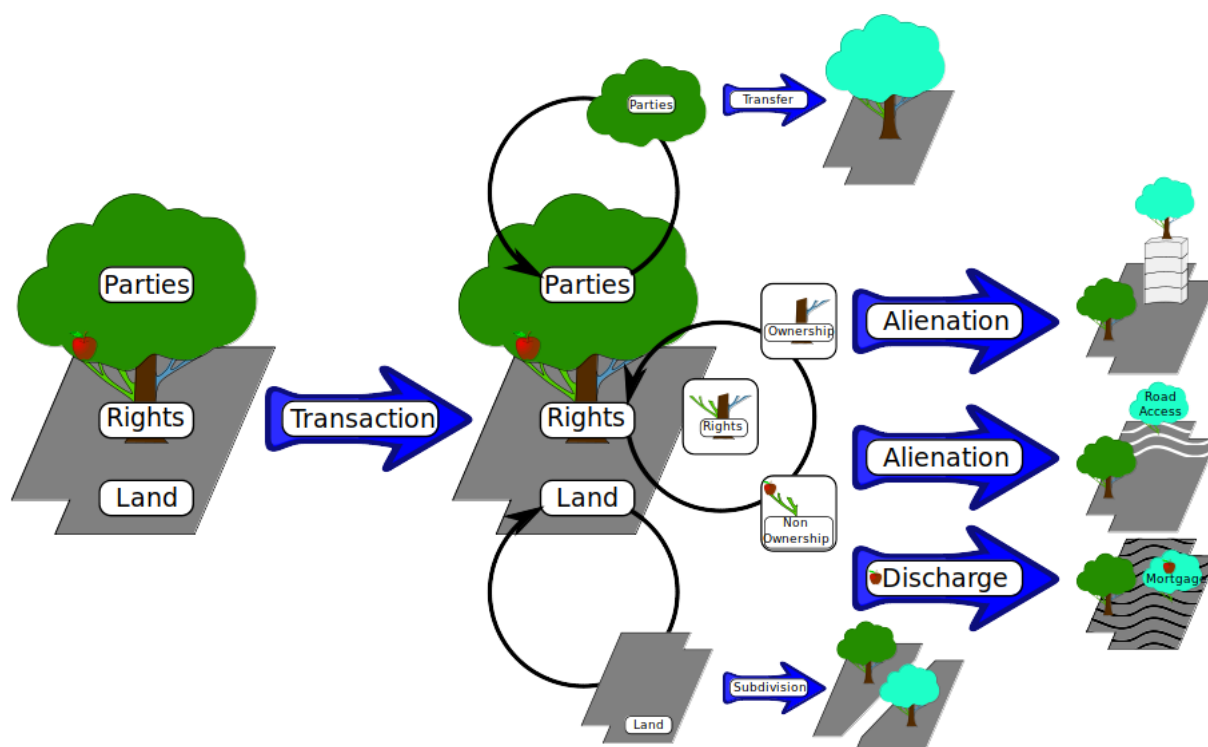 Parties
Transfer
Parties
Rights
Land
Transaction
Parties
Rights
Land
Ownership
Rights
Non
Ownership
Alienation
Road
Access
Alienation
Discharge
Mortgage
Land
Subdivision